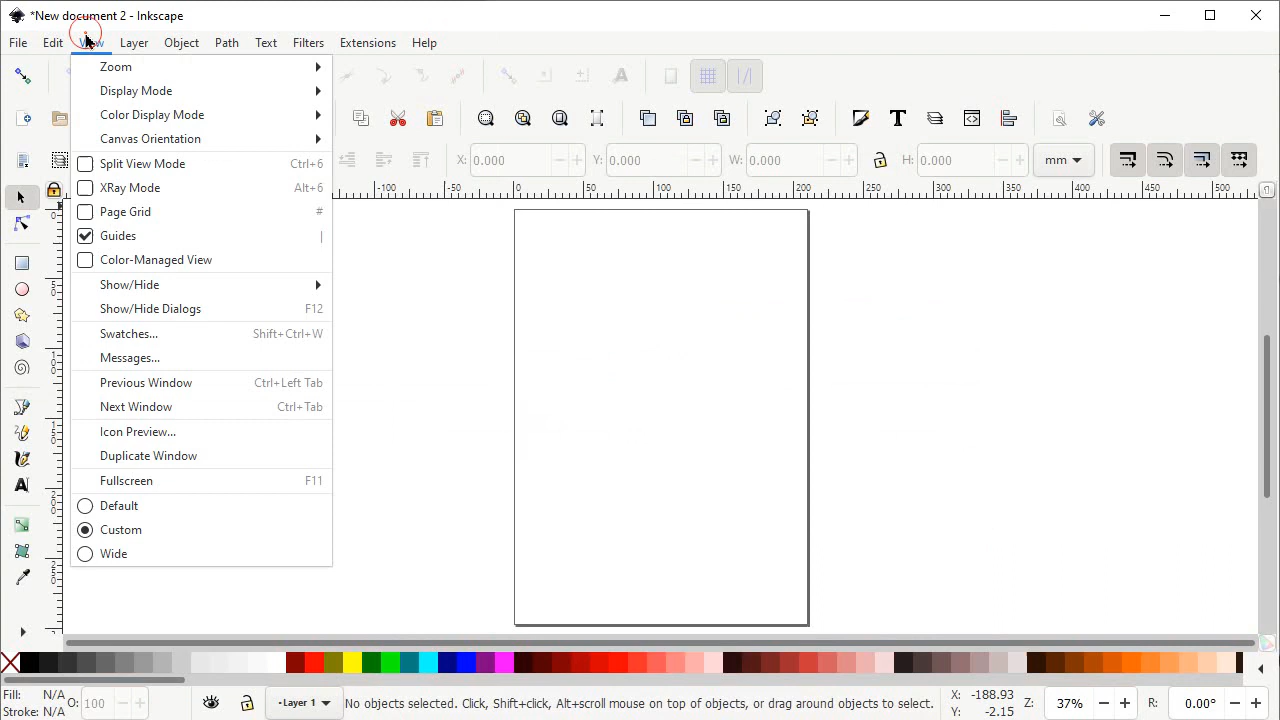 *New document 2 - Inkscape
File Edit View Layer Object Path Text Filters Extensions Help
Zoom
Display Mode
Color Display Mode
Canvas Orientation
Split View Mode Ctrl+6
XRay Mode Alt+6
Page Grid #
Guides |
Color-Managed View
Show/Hide
Show/Hide Dialogs F12
Swatches... Shift+Ctrl+W
Messages...
Previous Window Ctrl+Left Tab
Next Window Ctrl+Tab
Icon Preview...
Duplicate Window
Fullscreen F11
Default
Custom
Wide
X: 0.000 Y: 0.000 W: 0.000 H: 0.000 mm
-100 -50 0 50 100 150 200 250 300 350 400 450 500
0
50
100
150
200
250
Fill: N/A
Stroke: N/A
O: 100
Layer 1
No objects selected. Click, Shift+click, Alt+scroll mouse on top of objects, or drag around objects to select.
X: -188.93
Y: -2.15
Z: 37%
R: 0.00°